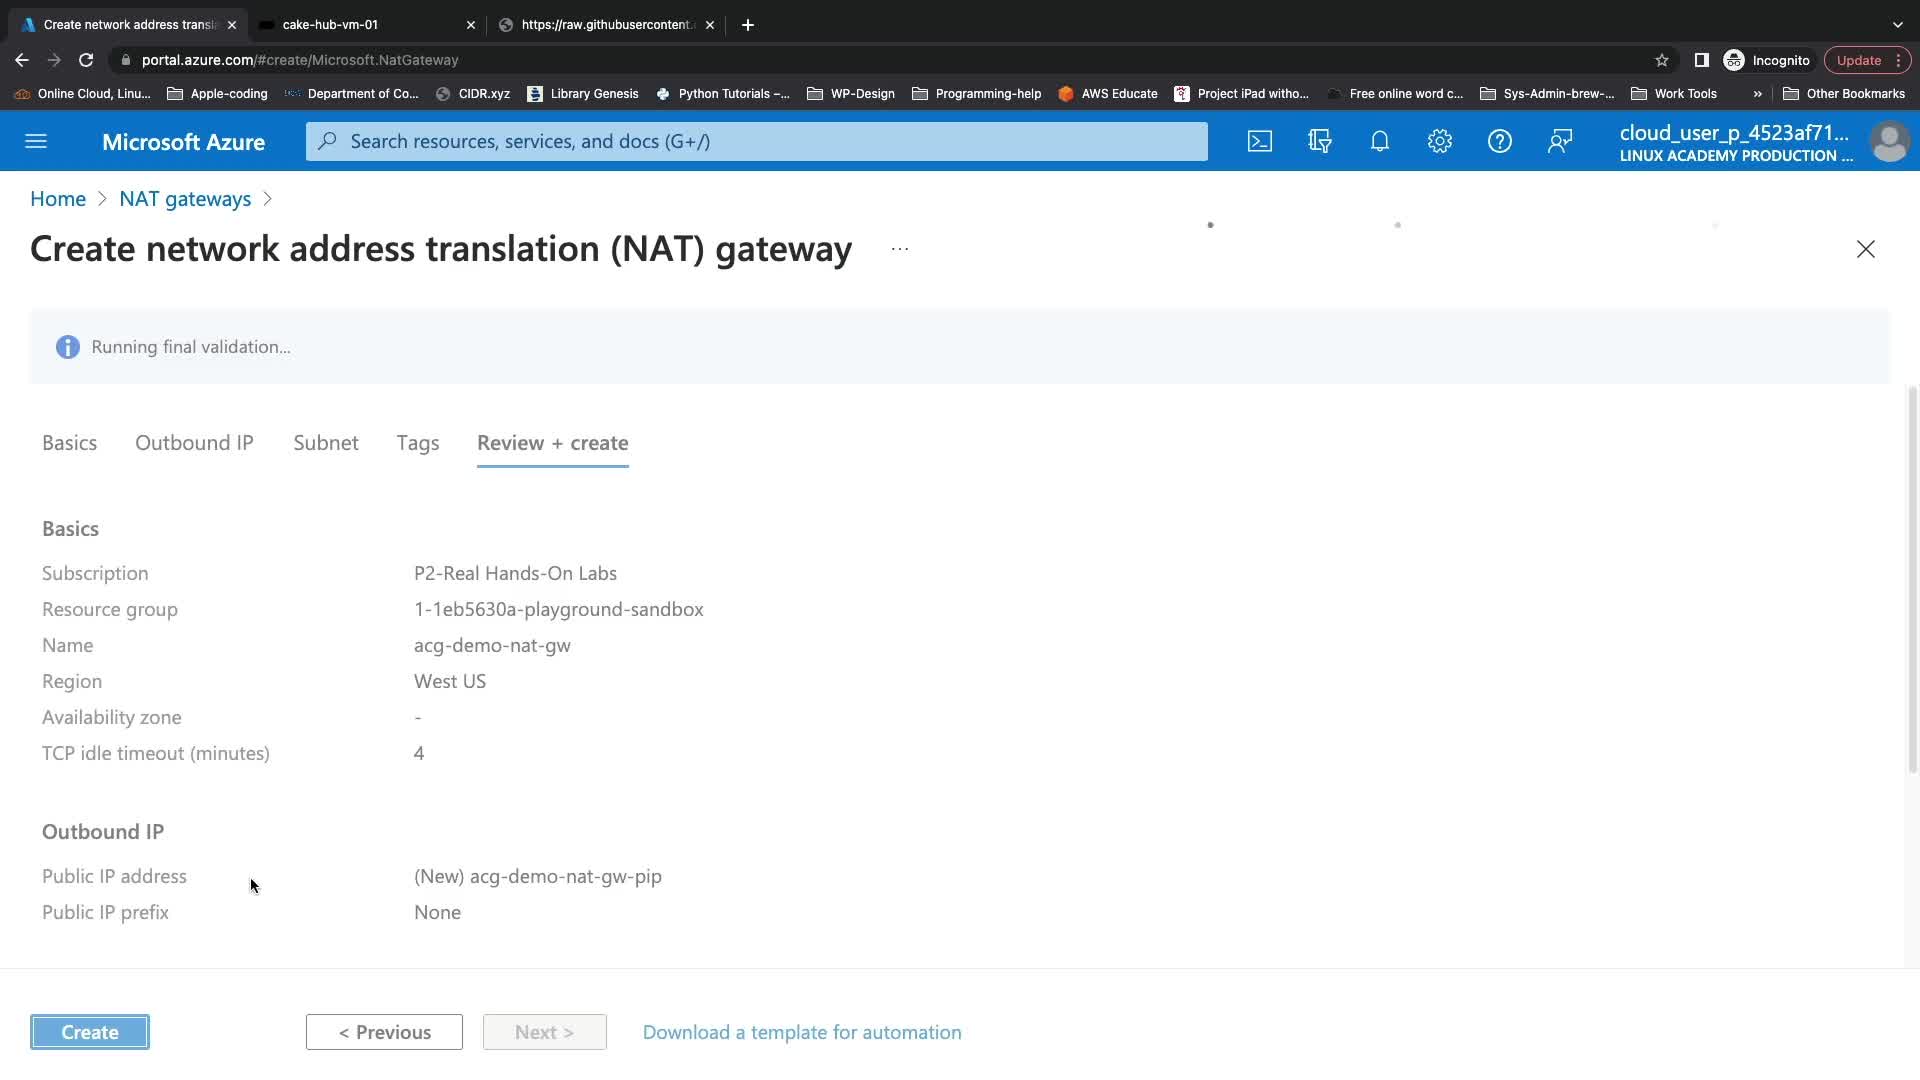 Create network address transla
cake-hub-vm-01
https://raw.githubusercontent.
portal.azure.com/#create/Microsoft.NatGateway
Incognito
Update
Online Cloud, Linu...
Apple-coding
Department of Co...
CIDR.xyz
Library Genesis
Python Tutorials –...
WP-Design
Programming-help
AWS Educate
Project iPad witho...
Free online word c...
Sys-Admin-brew-...
Work Tools
»
Other Bookmarks
Microsoft Azure
Search resources, services, and docs (G+/)
cloud_user_p_4523af71...
LINUX ACADEMY PRODUCTION ...
Home > NAT gateways >
Create network address translation (NAT) gateway ...
Running final validation...
Basics
Outbound IP
Subnet
Tags
Review + create
Basics
Subscription P2-Real Hands-On Labs
Resource group 1-1eb5630a-playground-sandbox
Name acg-demo-nat-gw
Region West US
Availability zone -
TCP idle timeout (minutes) 4
Outbound IP
Public IP address (New) acg-demo-nat-gw-pip
Public IP prefix None
Create
< Previous
Next >
Download a template for automation